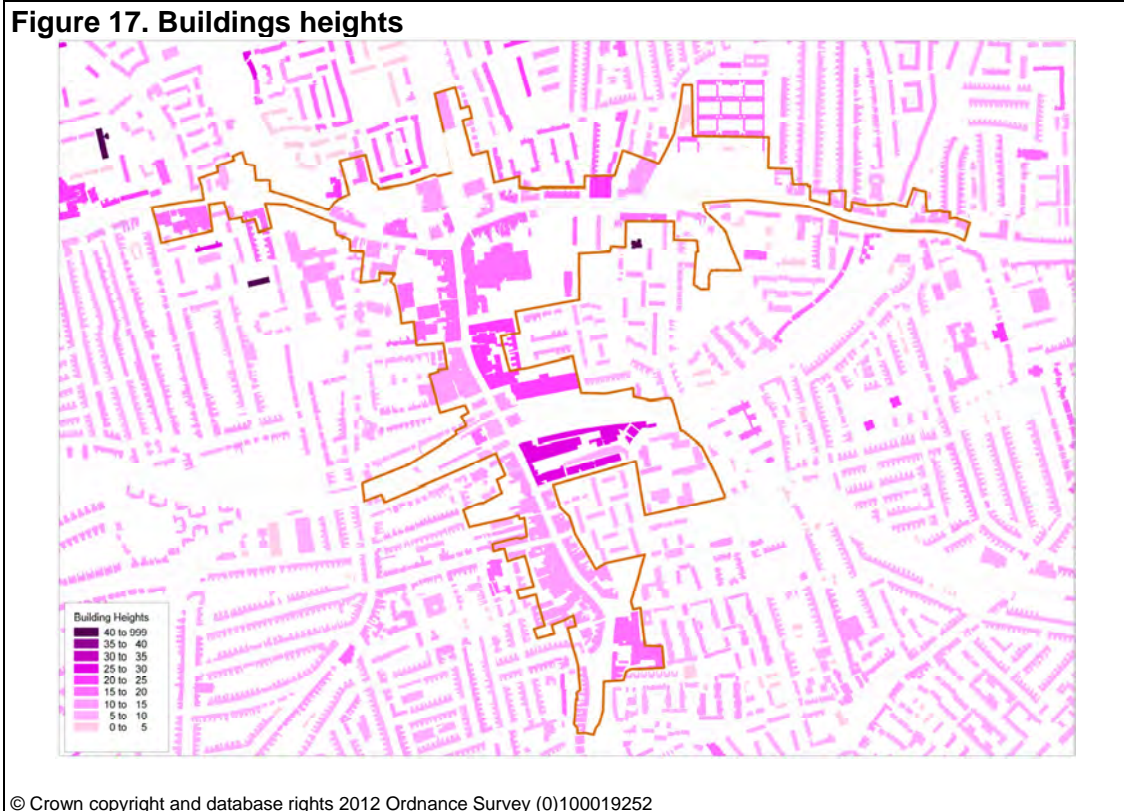 Figure 17. Buildings heights
Building Heights
40 to 999
35 to 40
30 to 35
25 to 30
20 to 25
15 to 20
10 to 15
5 to 10
0 to 5
© Crown copyright and database rights 2012 Ordnance Survey (0)100019252